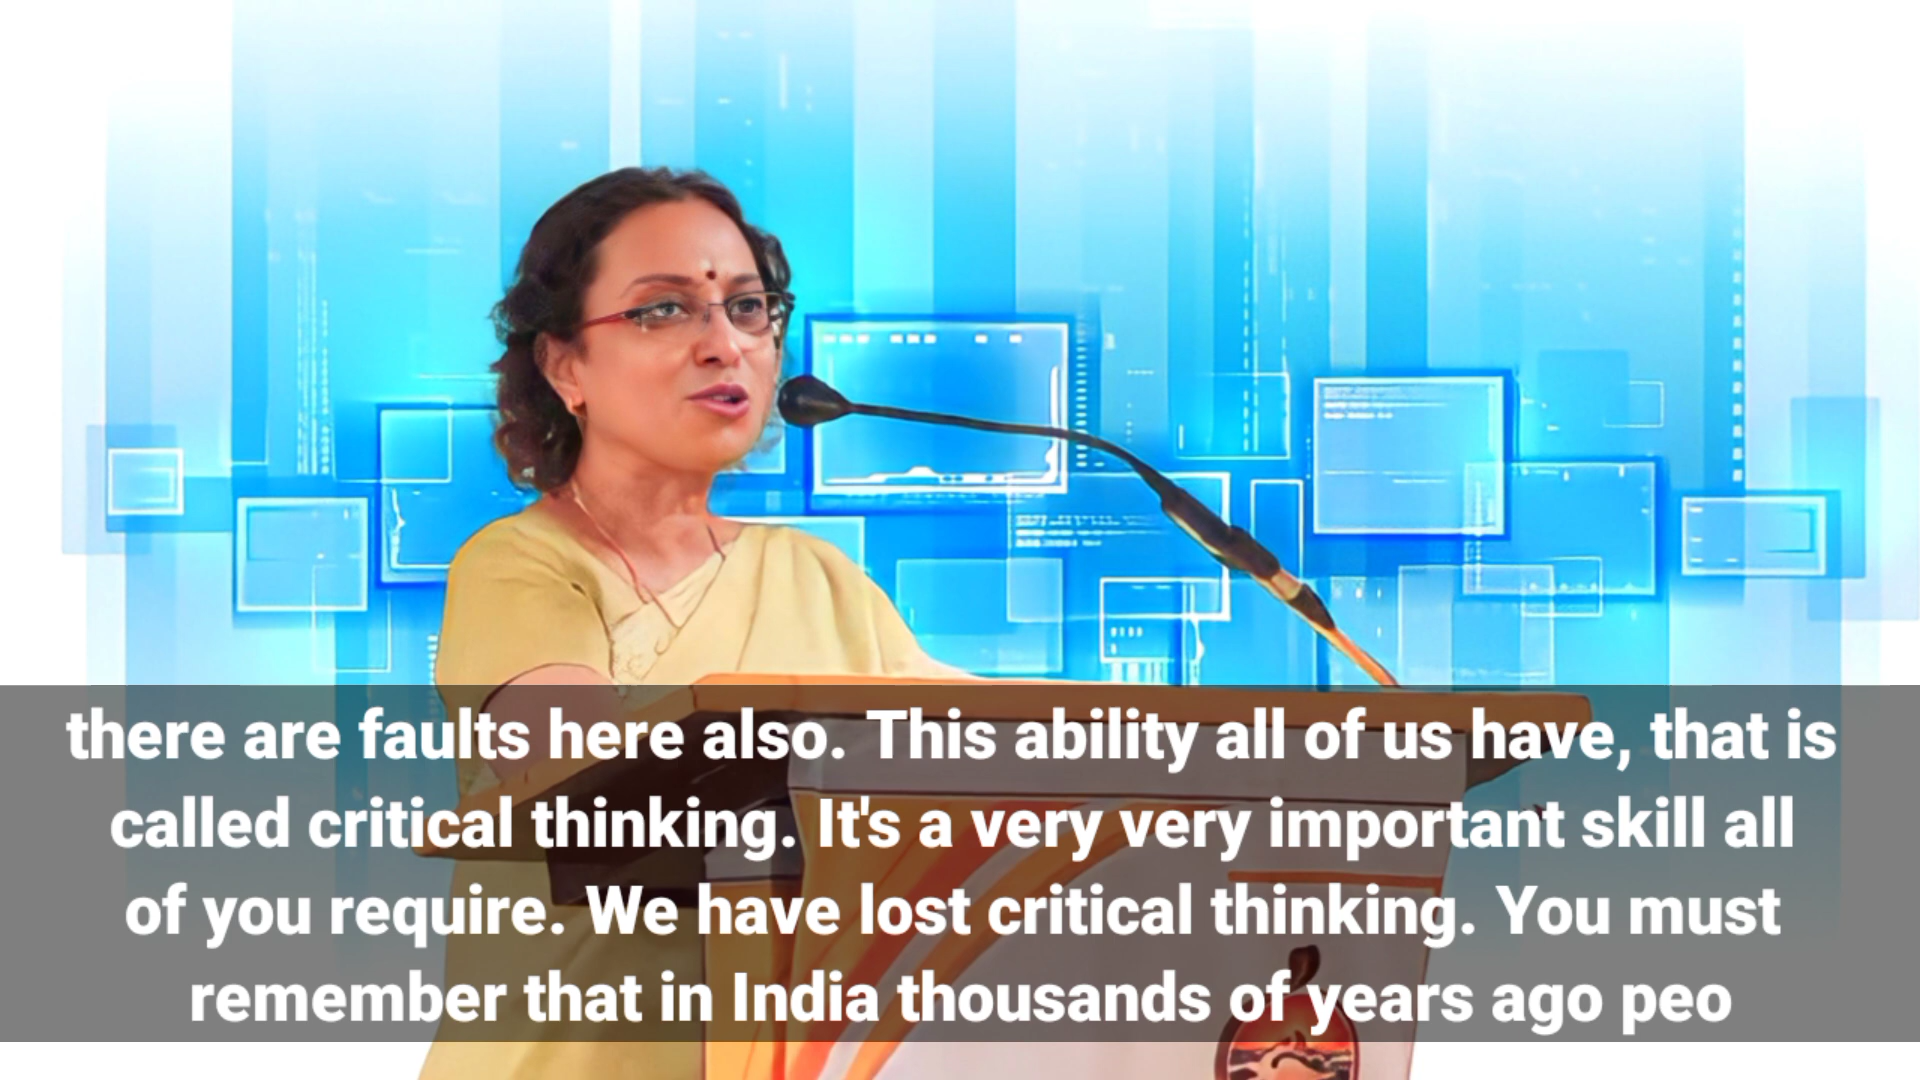 there are faults here also. This ability all of us have, that is
called critical thinking. It's a very very important skill all
of you require. We have lost critical thinking. You must
remember that in India thousands of years ago peo